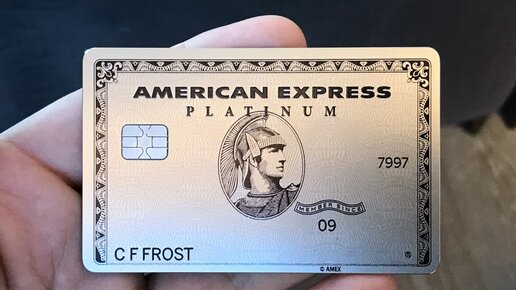 AMERICAN EXPRESS
PLATINUM
7997
MEMBER SINCE
09
C F FROST
®
© AMEX